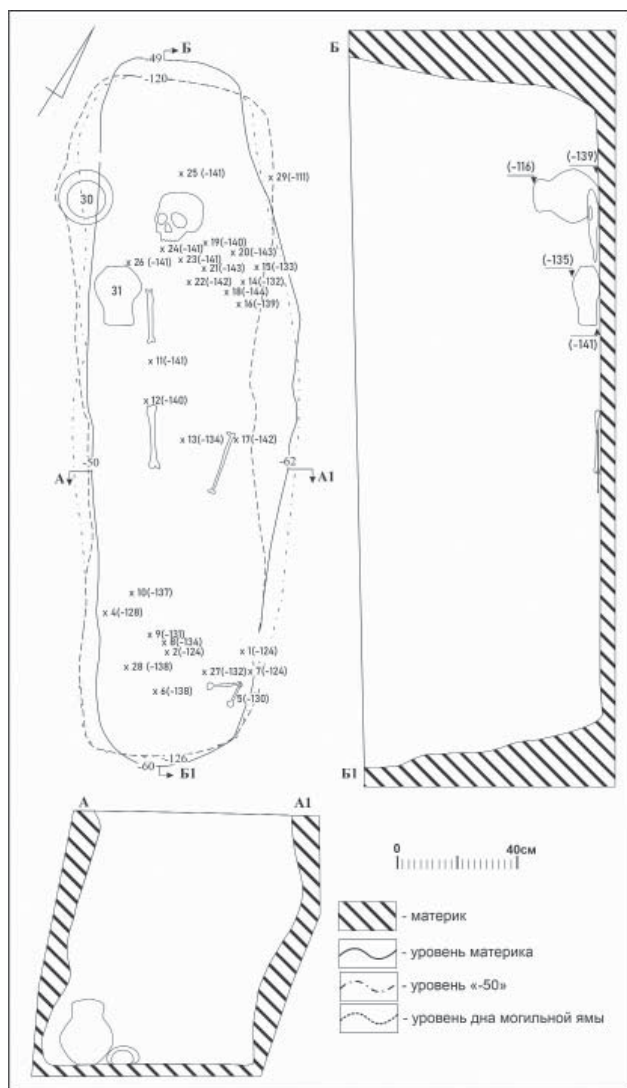 Б
-49
-120
x 25 (-141)
x 29(-111)
30
x 19(-140)
x 24(-141)
x 20(-143)
x 23(-141)
x 26 (-141)
x 21(-143)
x 15(-133)
x 22(-142)
x 14(-132)
31
x 18(-144)
x 16(-139)
x 11(-141)
x 12(-140)
x 13(-134)
x 17(-142)
-50
-62
А
А1
x 10(-137)
x 4(-128)
x 9(-131)
x 8(-134)
x 2(-124)
x 1(-124)
x 28 (-138)
x 27(-132)
x 7(-124)
x 6(-138)
5(-130)
-126
-60
Б1
Б
(-116)
(-139)
(-135)
(-141)
Б1
А
А1
0
40см
- материк
- уровень материка
- уровень «-50»
- уровень дна могильной ямы